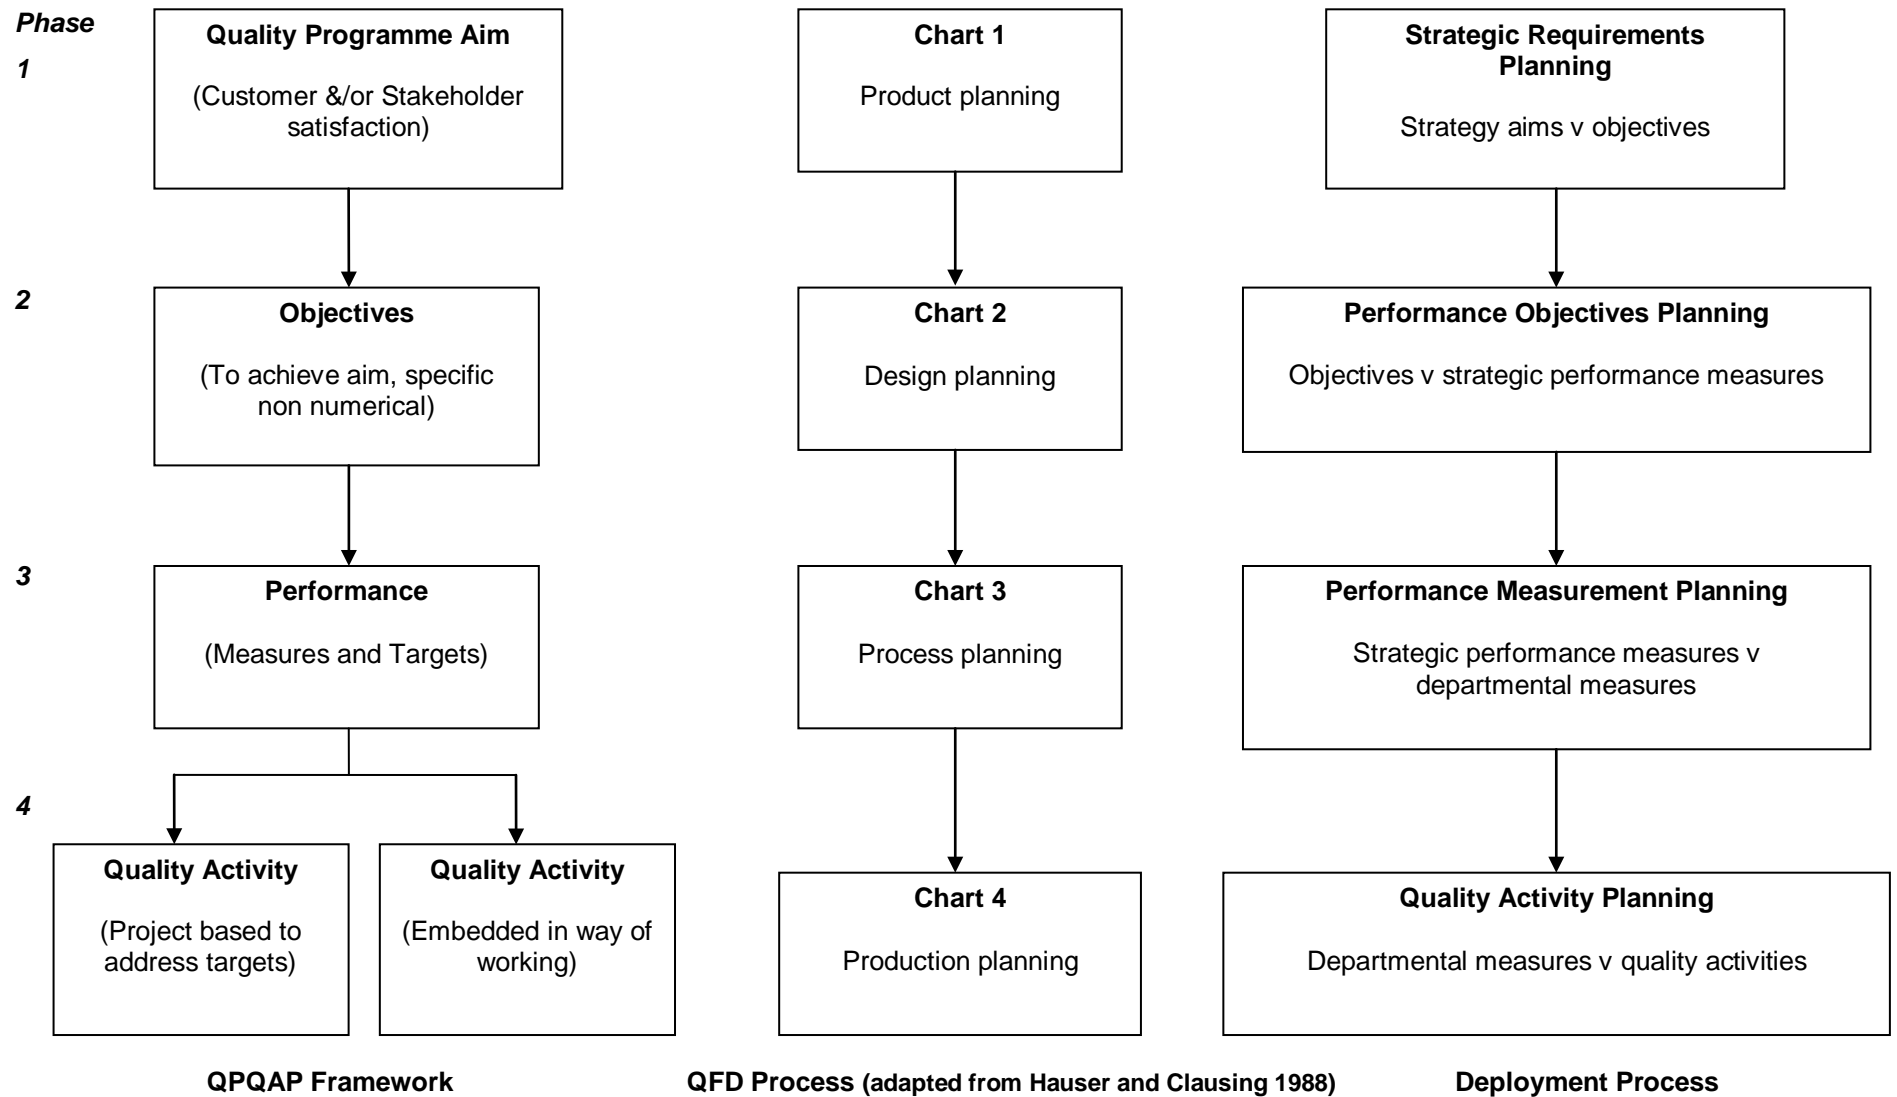 Phase
1
Quality Programme Aim
(Customer &/or Stakeholder
satisfaction)
Chart 1
Product planning
Strategic Requirements
Planning
Strategy aims v objectives
2
Objectives
(To achieve aim, specific
non numerical)
Chart 2
Design planning
Performance Objectives Planning
Objectives v strategic performance measures
3
Performance
(Measures and Targets)
Chart 3
Process planning
Performance Measurement Planning
Strategic performance measures v
departmental measures
4
Quality Activity
(Project based to
address targets)
Quality Activity
(Embedded in way of
working)
Chart 4
Production planning
Quality Activity Planning
Departmental measures v quality activities
QPQAP Framework
QFD Process (adapted from Hauser and Clausing 1988)
Deployment Process